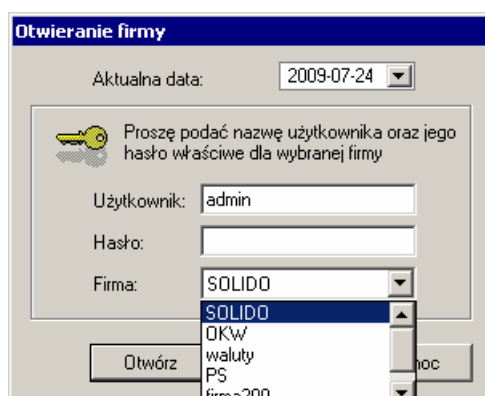 Otwieranie firmy
Aktualna data: 2009-07-24
Proszę podać nazwę użytkownika oraz jego
hasło właściwe dla wybranej firmy
Użytkownik: admin
Hasło:
Firma: SOLIDO
SOLIDO
OKW
waluty
Otwórz
PS